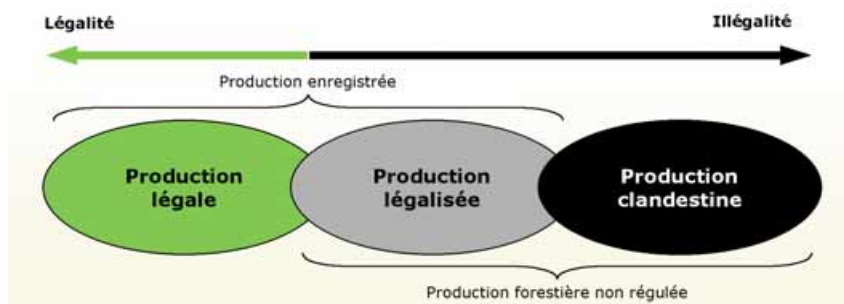 Légalité
Illégalité
Production enregistrée
Production
légale
Production
légalisée
Production
clandestine
Production forestière non régulée